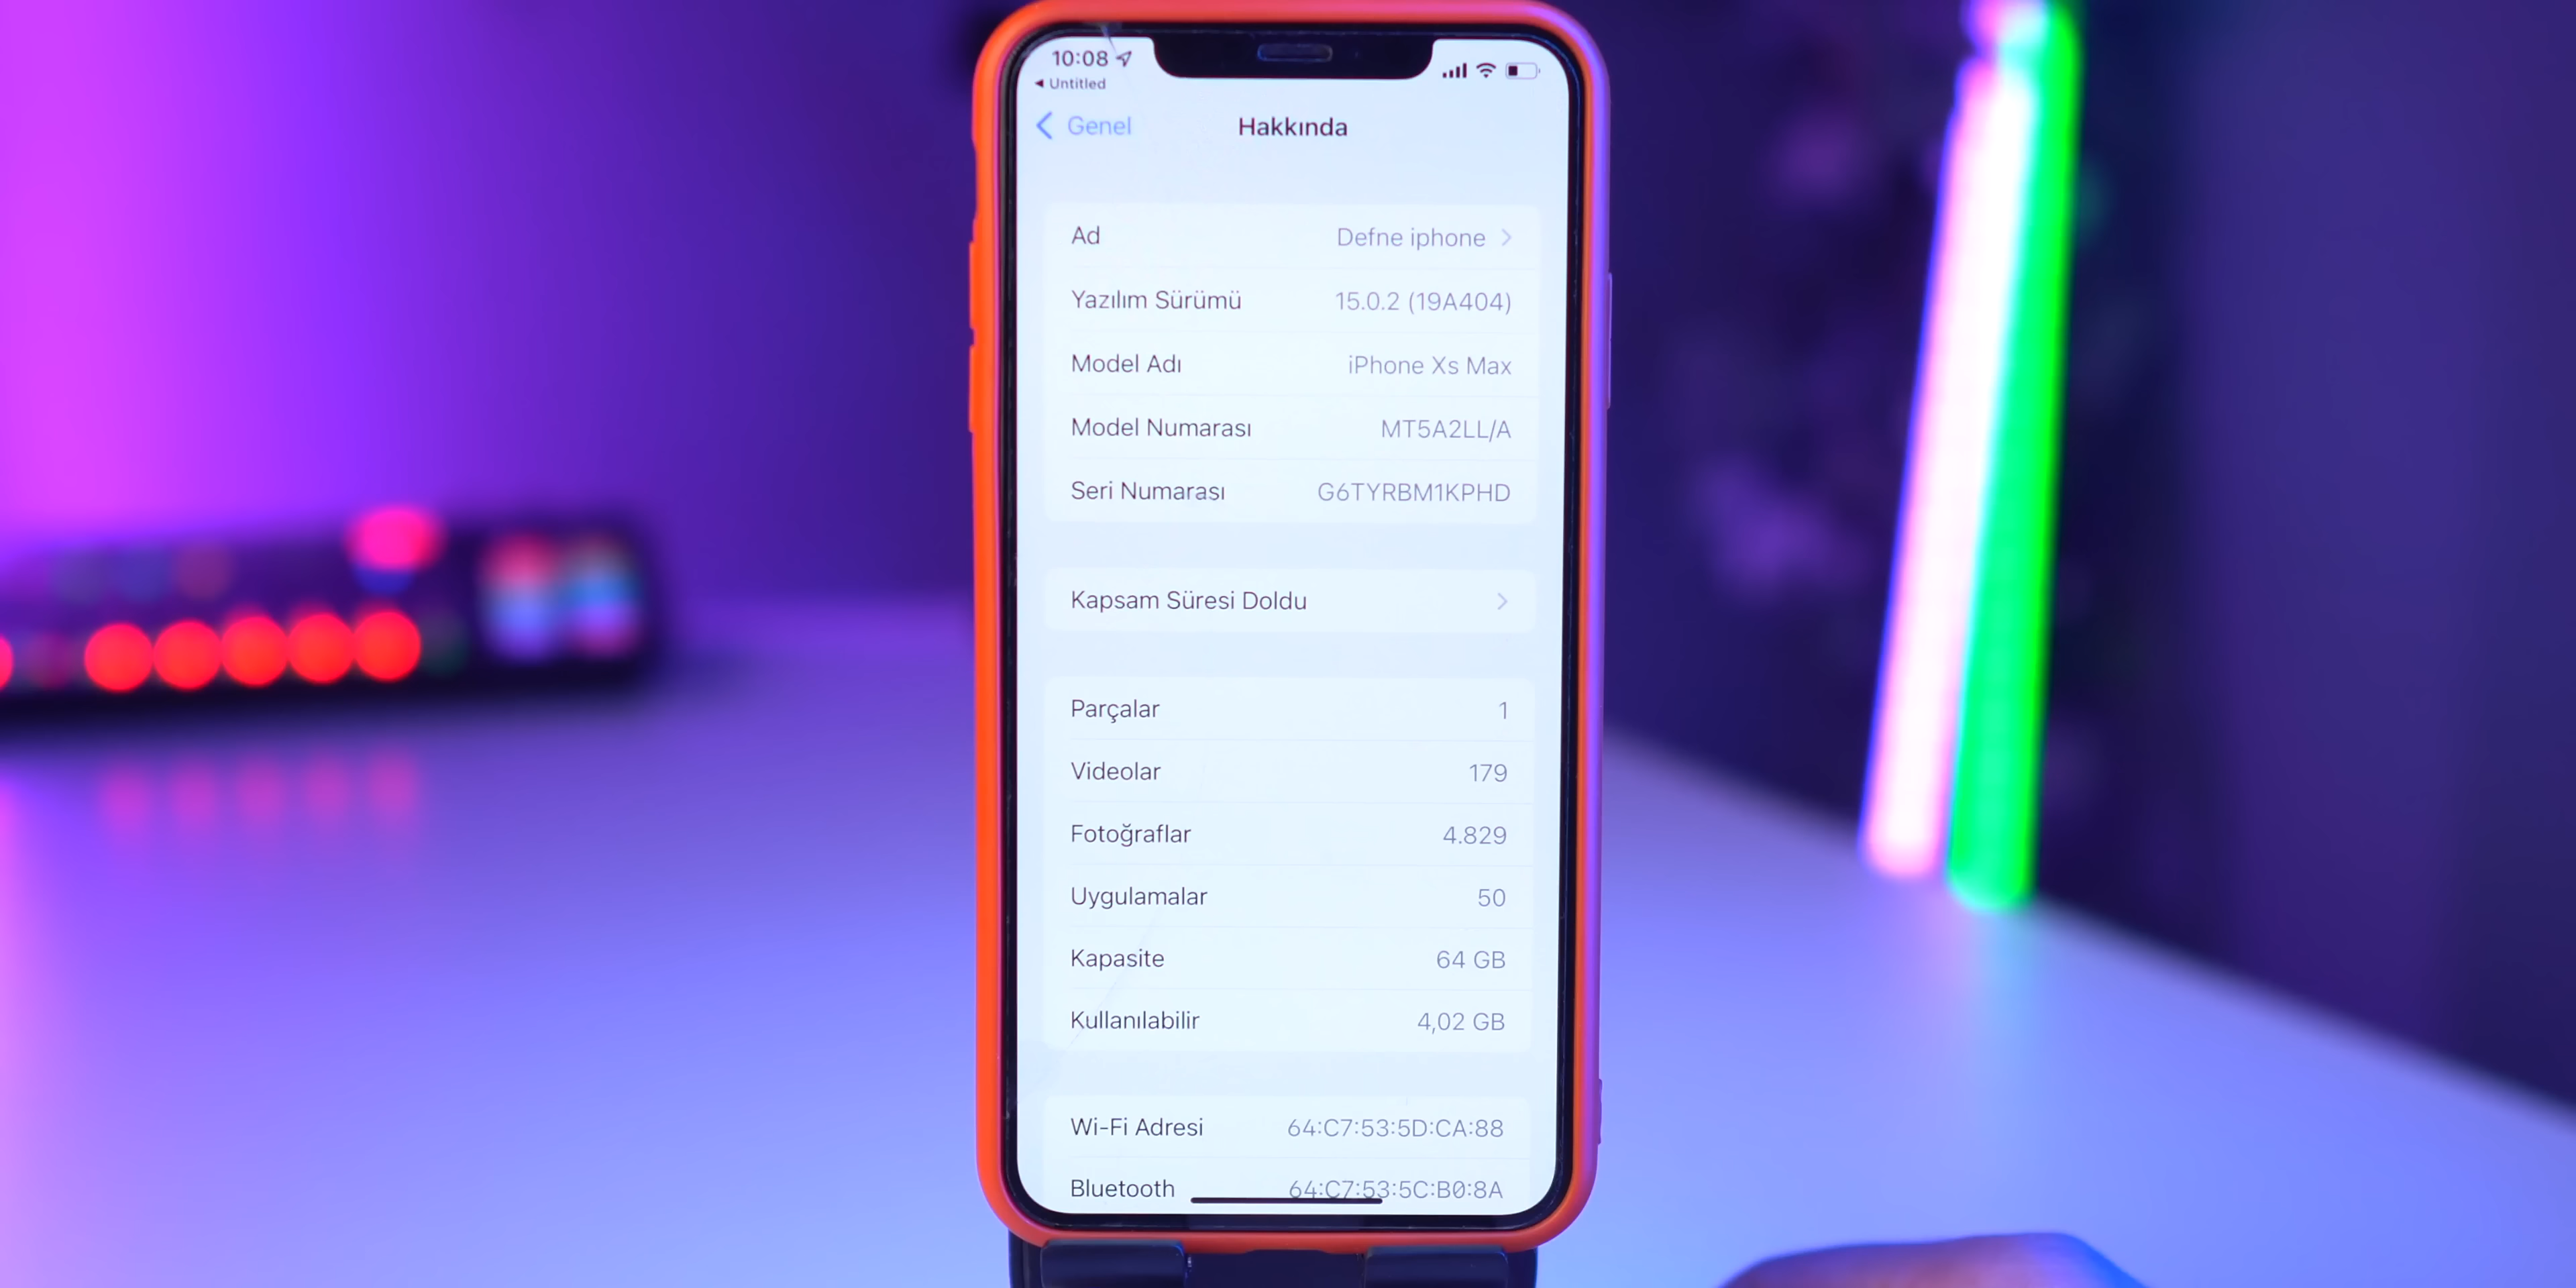 10:08
◀ Untitled
Genel
Hakkında
Ad Defne iphone
Yazılım Sürümü 15.0.2 (19A404)
Model Adı iPhone Xs Max
Model Numarası MT5A2LL/A
Seri Numarası G6TYRBM1KPHD
Kapsam Süresi Doldu
Parçalar 1
Videolar 179
Fotoğraflar 4.829
Uygulamalar 50
Kapasite 64 GB
Kullanılabilir 4,02 GB
Wi-Fi Adresi 64:C7:53:5D:CA:88
Bluetooth 64:C7:53:5C:B0:8A